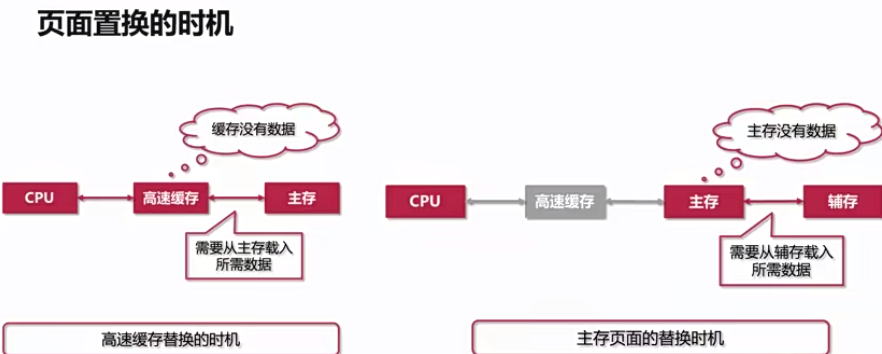 页面置换的时机
缓存没有数据
CPU
高速缓存
主存
需要从主存载入
所需数据
高速缓存替换的时机
主存没有数据
CPU
高速缓存
主存
辅存
需要从辅存载入
所需数据
主存页面的替换时机